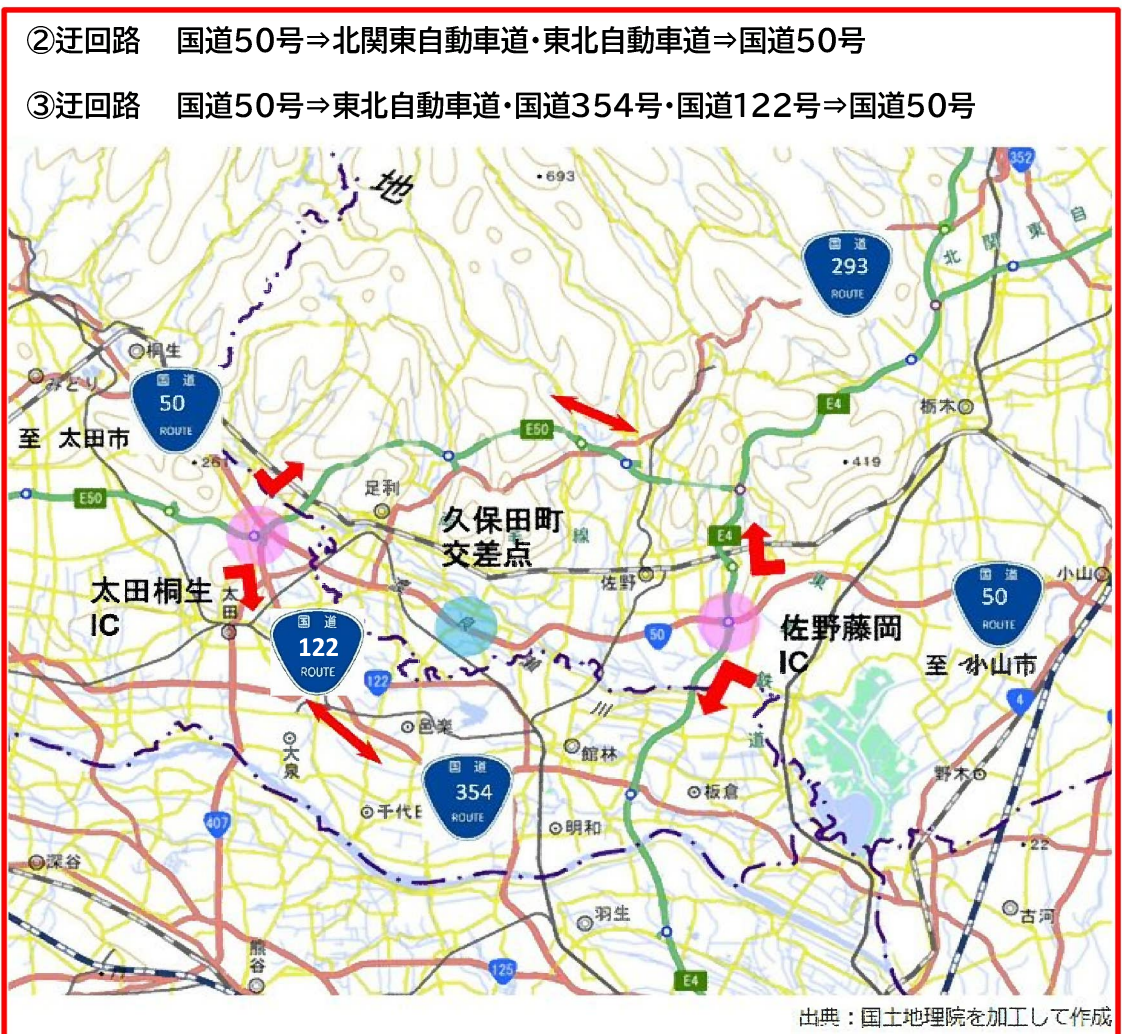 ②迂回路　国道50号⇒北関東自動車道・東北自動車道⇒国道50号
③迂回路　国道50号⇒東北自動車道・国道354号・国道122号⇒国道50号
地
・693
352
国道
293
ROUTE
北関東自
桐生
みどり
国道
50
ROUTE
至 太田市
・261
E50
E50
E4
栃木
・419
足利
久保田町
交差点
線
E4
佐野
太田桐生
IC
太田
国道
122
ROUTE
50
佐野藤岡
IC
東
国道
50
ROUTE
小山
至 小山市
122
鉄
道
4
川
邑楽
大泉
館林
国道
354
ROUTE
板倉
野木
千代
明和
407
・22
深谷
羽生
古河
熊谷
125
E4
出典：国土地理院を加工して作成